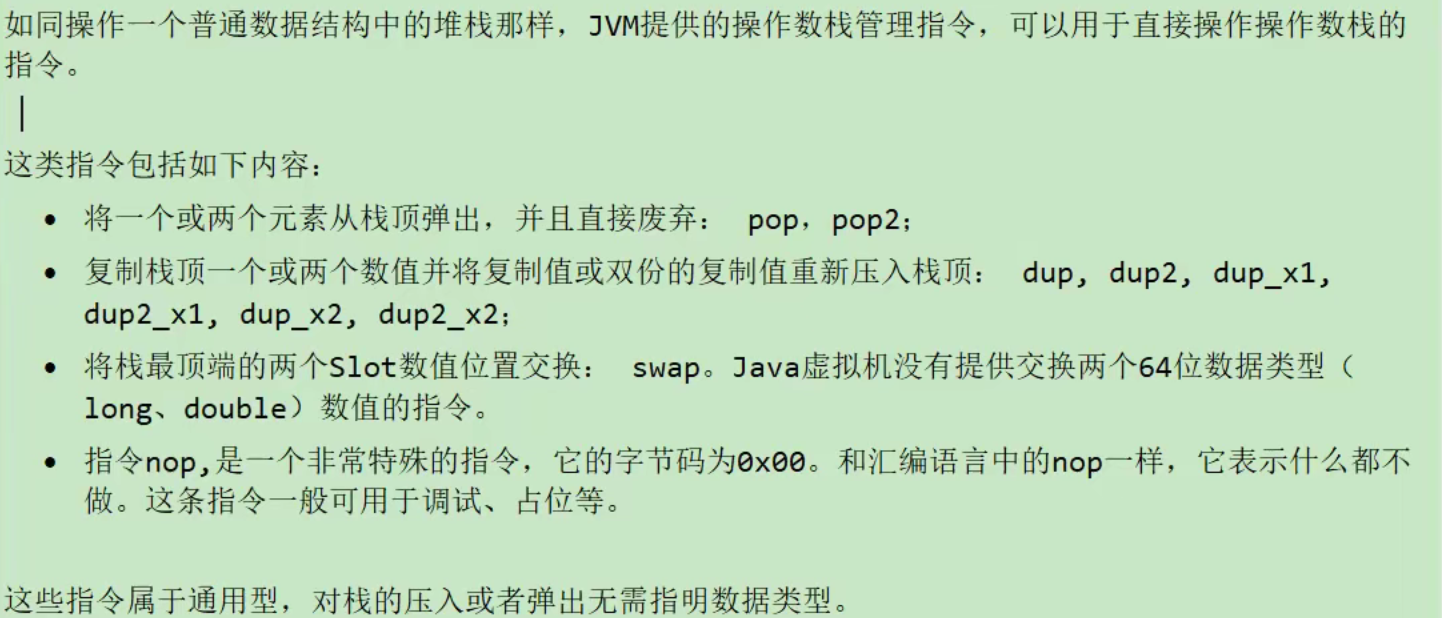 如同操作一个普通数据结构中的堆栈那样，JVM提供的操作数栈管理指令，可以用于直接操作操作数栈的
指令。
这类指令包括如下内容：
• 将一个或两个元素从栈顶弹出，并且直接废弃： pop，pop2；
• 复制栈顶一个或两个数值并将复制值或双份的复制值重新压入栈顶： dup, dup2, dup_x1,
dup2_x1, dup_x2, dup2_x2；
• 将栈最顶端的两个Slot数值位置交换： swap。Java虚拟机没有提供交换两个64位数据类型（
long、double）数值的指令。
• 指令nop,是一个非常特殊的指令，它的字节码为0x00。和汇编语言中的nop一样，它表示什么都不
做。这条指令一般可用于调试、占位等。
这些指令属于通用型，对栈的压入或者弹出无需指明数据类型。